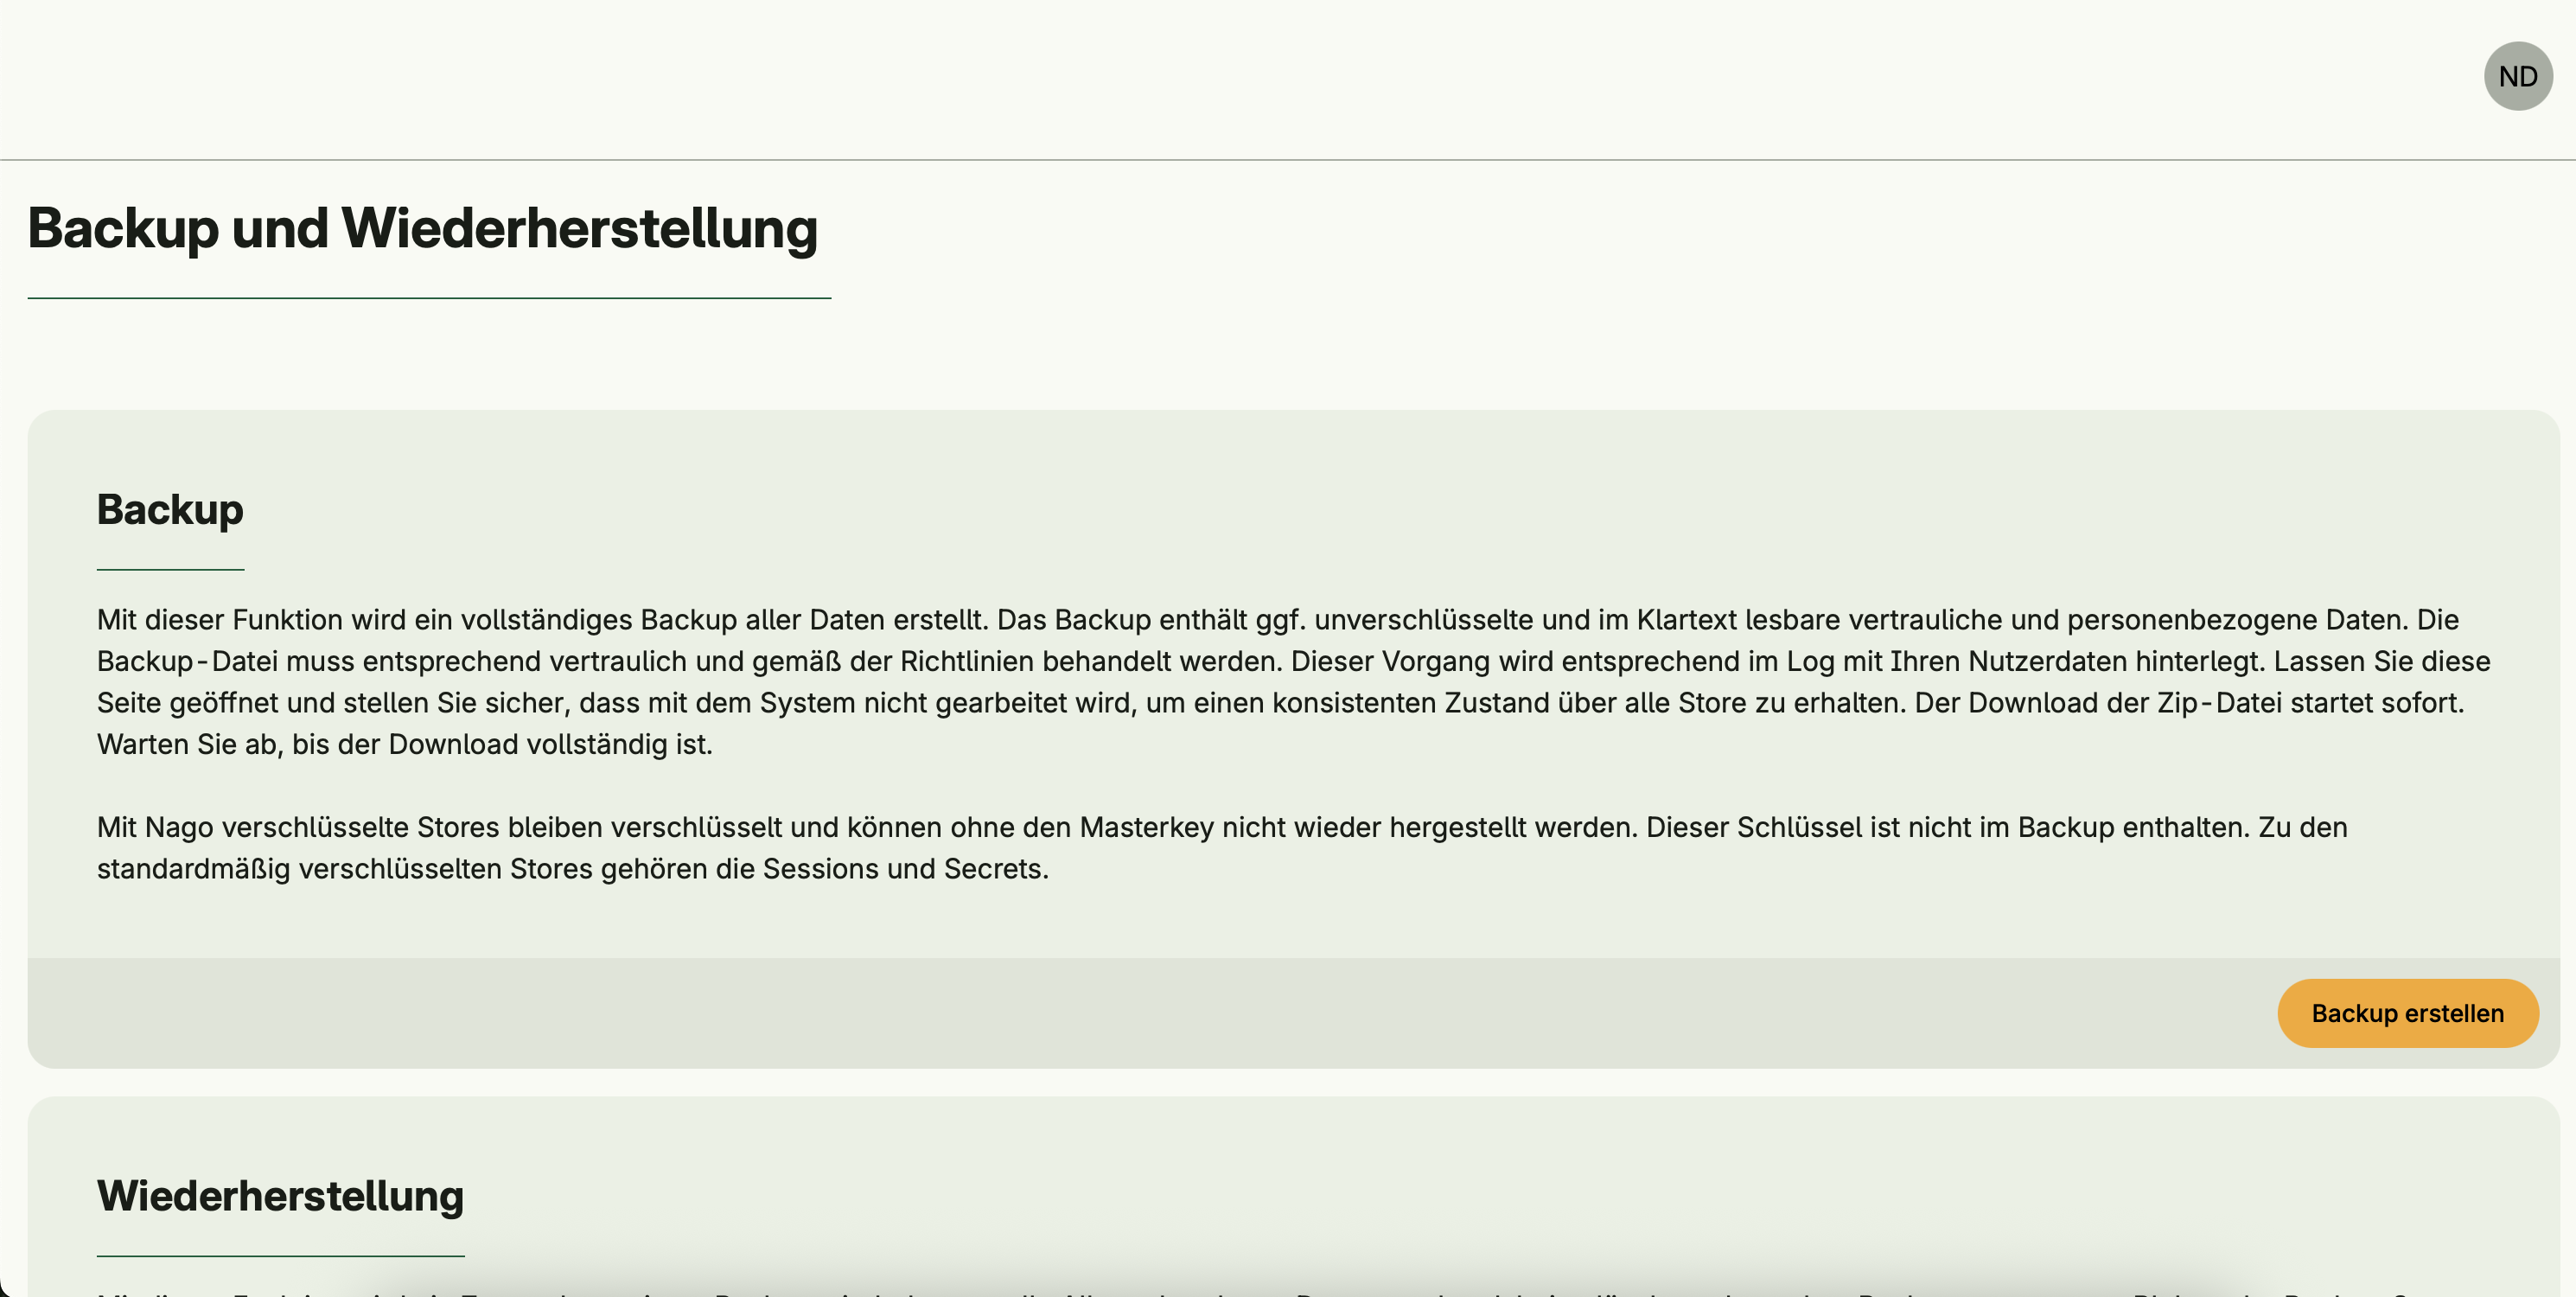 ND
Backup und Wiederherstellung
Backup
Mit dieser Funktion wird ein vollständiges Backup aller Daten erstellt. Das Backup enthält ggf. unverschlüsselte und im Klartext lesbare vertrauliche und personenbezogene Daten. Die
Backup-Datei muss entsprechend vertraulich und gemäß der Richtlinien behandelt werden. Dieser Vorgang wird entsprechend im Log mit Ihren Nutzerdaten hinterlegt. Lassen Sie diese
Seite geöffnet und stellen Sie sicher, dass mit dem System nicht gearbeitet wird, um einen konsistenten Zustand über alle Store zu erhalten. Der Download der Zip-Datei startet sofort.
Warten Sie ab, bis der Download vollständig ist.
Mit Nago verschlüsselte Stores bleiben verschlüsselt und können ohne den Masterkey nicht wieder hergestellt werden. Dieser Schlüssel ist nicht im Backup enthalten. Zu den
standardmäßig verschlüsselten Stores gehören die Sessions und Secrets.
Backup erstellen
Wiederherstellung